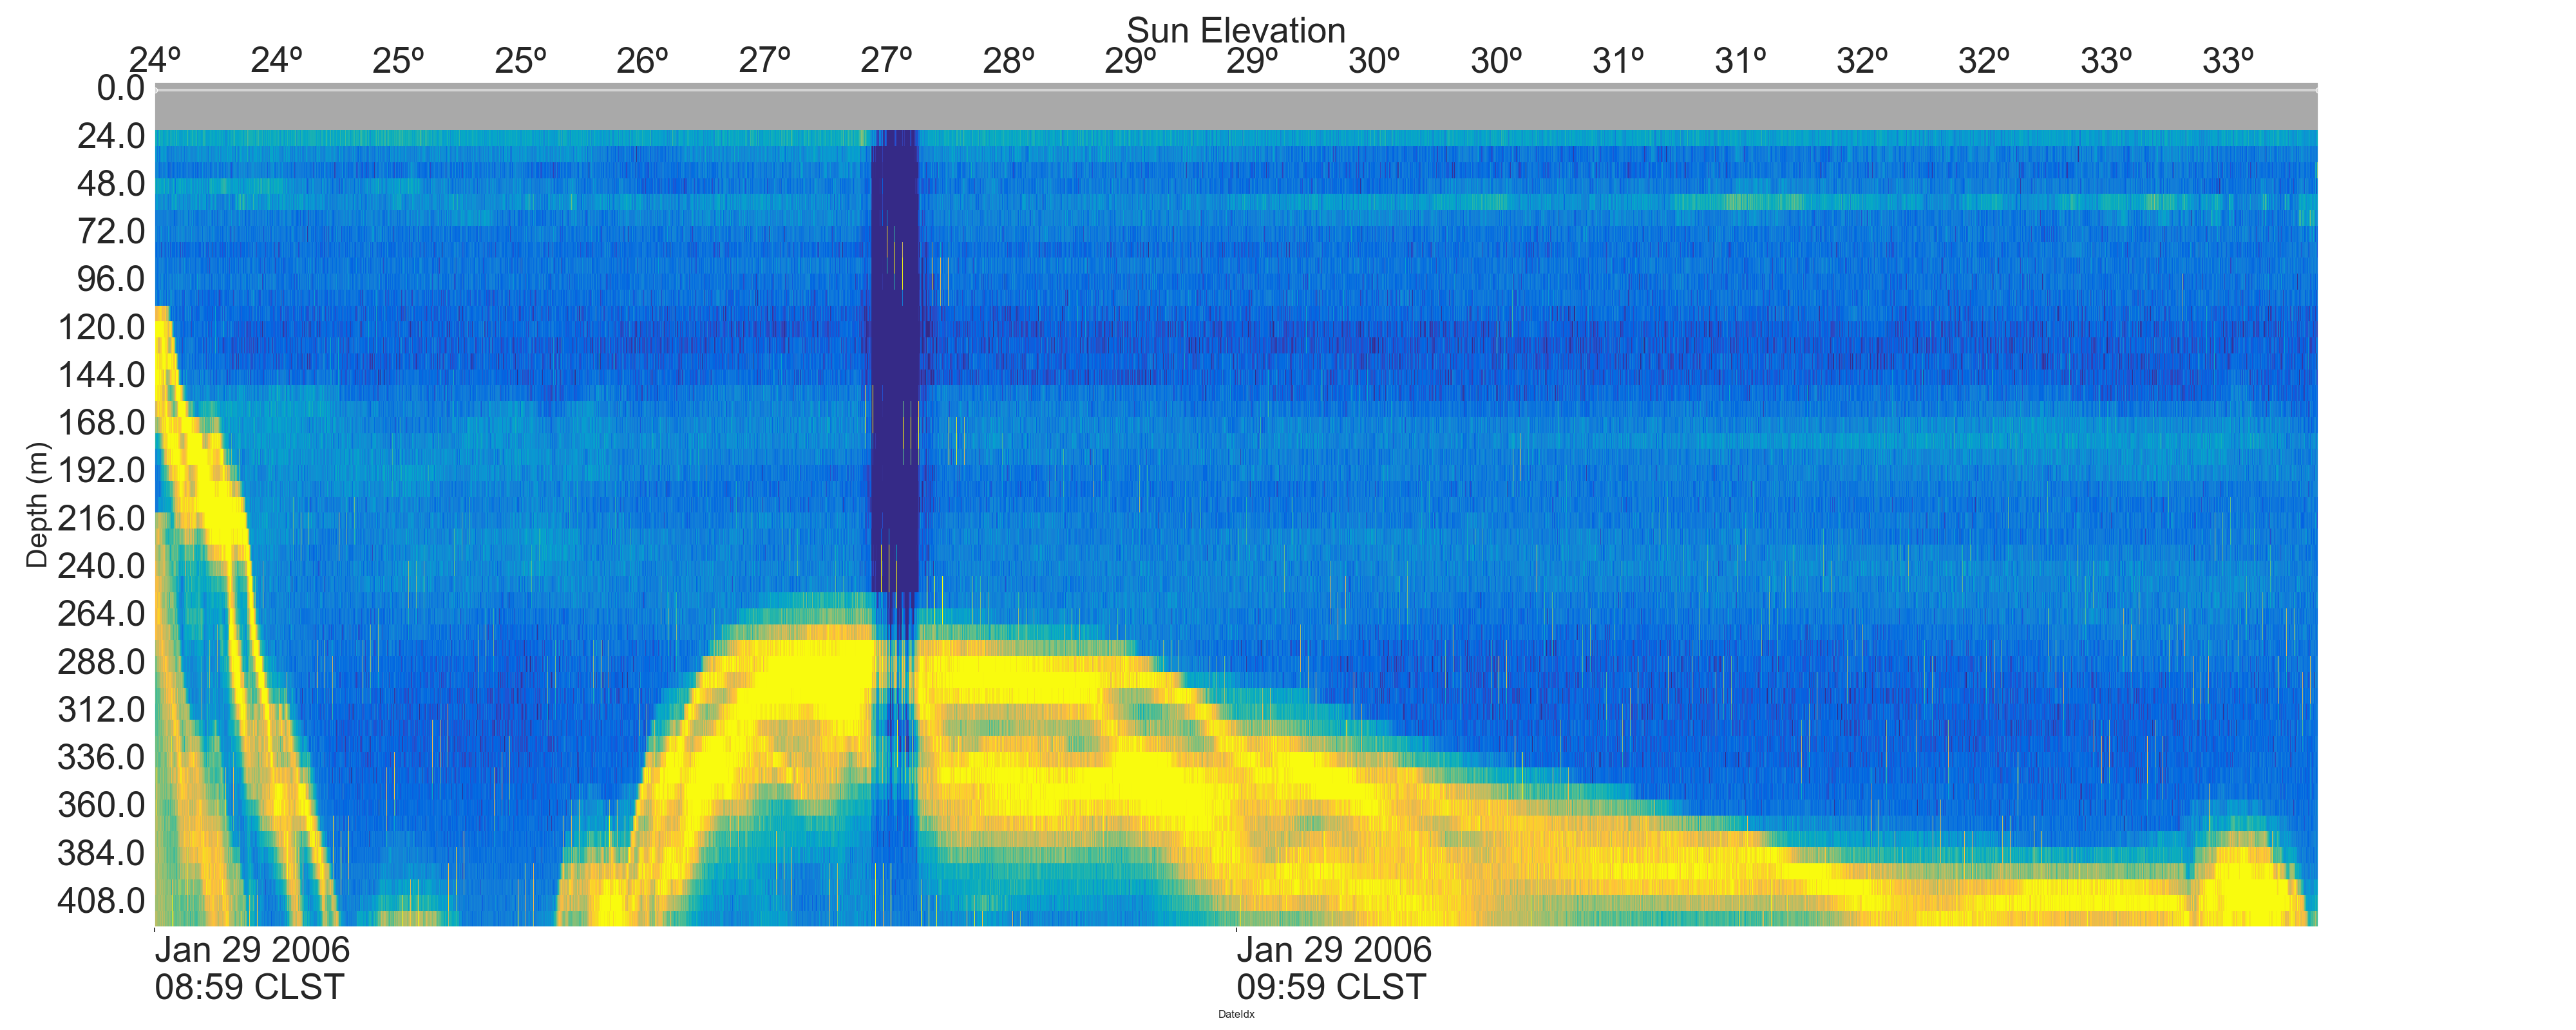 Sun Elevation
24º 24º 25º 25º 26º 27º 27º 28º 29º 29º 30º 30º 31º 31º 32º 32º 33º 33º
0.0
24.0
48.0
72.0
96.0
120.0
144.0
168.0
192.0
216.0
240.0
264.0
288.0
312.0
336.0
360.0
384.0
408.0
Depth (m)
Jan 29 2006
08:59 CLST
Jan 29 2006
09:59 CLST
DateIdx